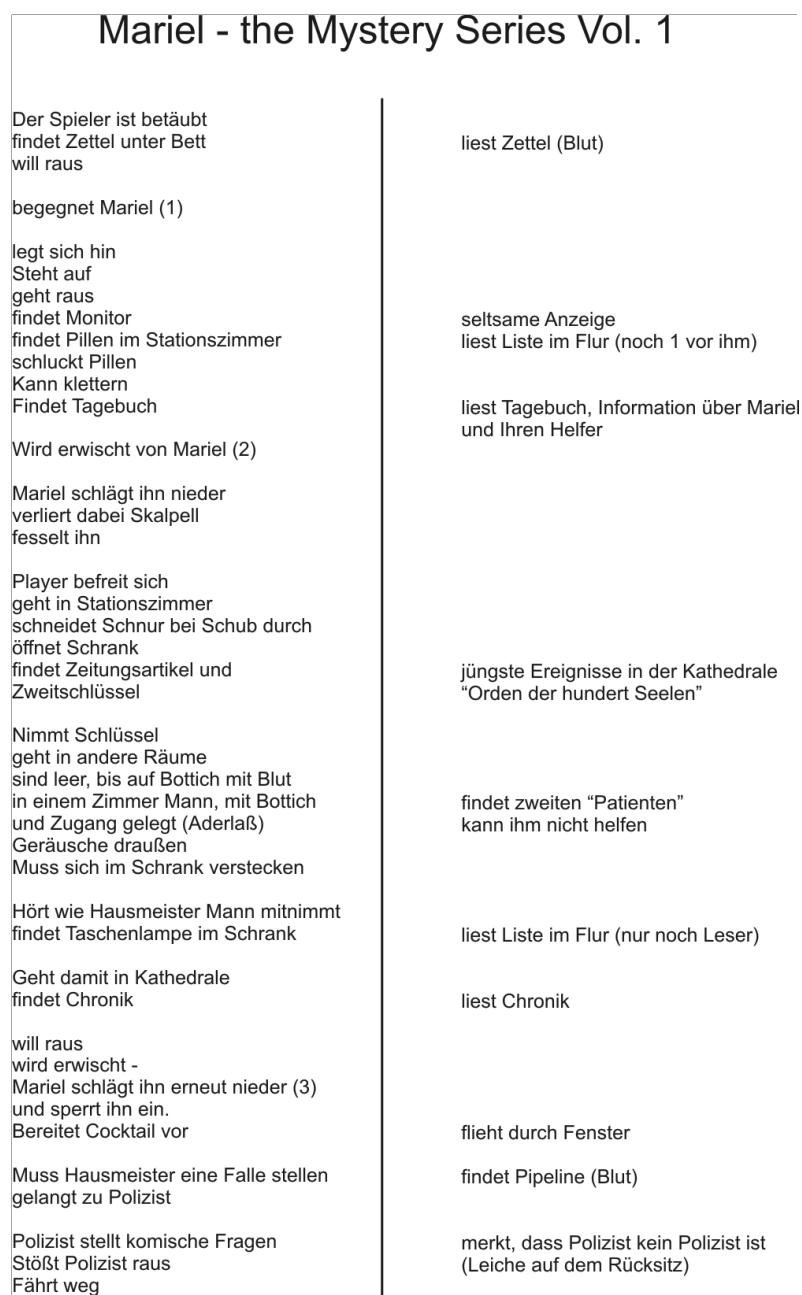 Mariel - the Mystery Series Vol. 1
Der Spieler ist betäubt
findet Zettel unter Bett
will raus
begegnet Mariel (1)
legt sich hin
Steht auf
geht raus
findet Monitor
findet Pillen im Stationszimmer
schluckt Pillen
Kann klettern
Findet Tagebuch
Wird erwischt von Mariel (2)
Mariel schlägt ihn nieder
verliert dabei Skalpell
fesselt ihn
Player befreit sich
geht in Stationszimmer
schneidet Schnur bei Schub durch
öffnet Schrank
findet Zeitungsartikel und
Zweitschlüssel
Nimmt Schlüssel
geht in andere Räume
sind leer, bis auf Bottich mit Blut
in einem Zimmer Mann, mit Bottich
und Zugang gelegt (Aderlaß)
Geräusche draußen
Muss sich im Schrank verstecken
Hört wie Hausmeister Mann mitnimmt
findet Taschenlampe im Schrank
Geht damit in Kathedrale
findet Chronik
will raus
wird erwischt -
Mariel schlägt ihn erneut nieder (3)
und sperrt ihn ein.
Bereitet Cocktail vor
Muss Hausmeister eine Falle stellen
gelangt zu Polizist
Polizist stellt komische Fragen
Stößt Polizist raus
Fährt weg
liest Zettel (Blut)
seltsame Anzeige
liest Liste im Flur (noch 1 vor ihm)
liest Tagebuch, Information über Mariel
und Ihren Helfer
jüngste Ereignisse in der Kathedrale
“Orden der hundert Seelen”
findet zweiten “Patienten”
kann ihm nicht helfen
liest Liste im Flur (nur noch Leser)
liest Chronik
flieht durch Fenster
findet Pipeline (Blut)
merkt, dass Polizist kein Polizist ist
(Leiche auf dem Rücksitz)